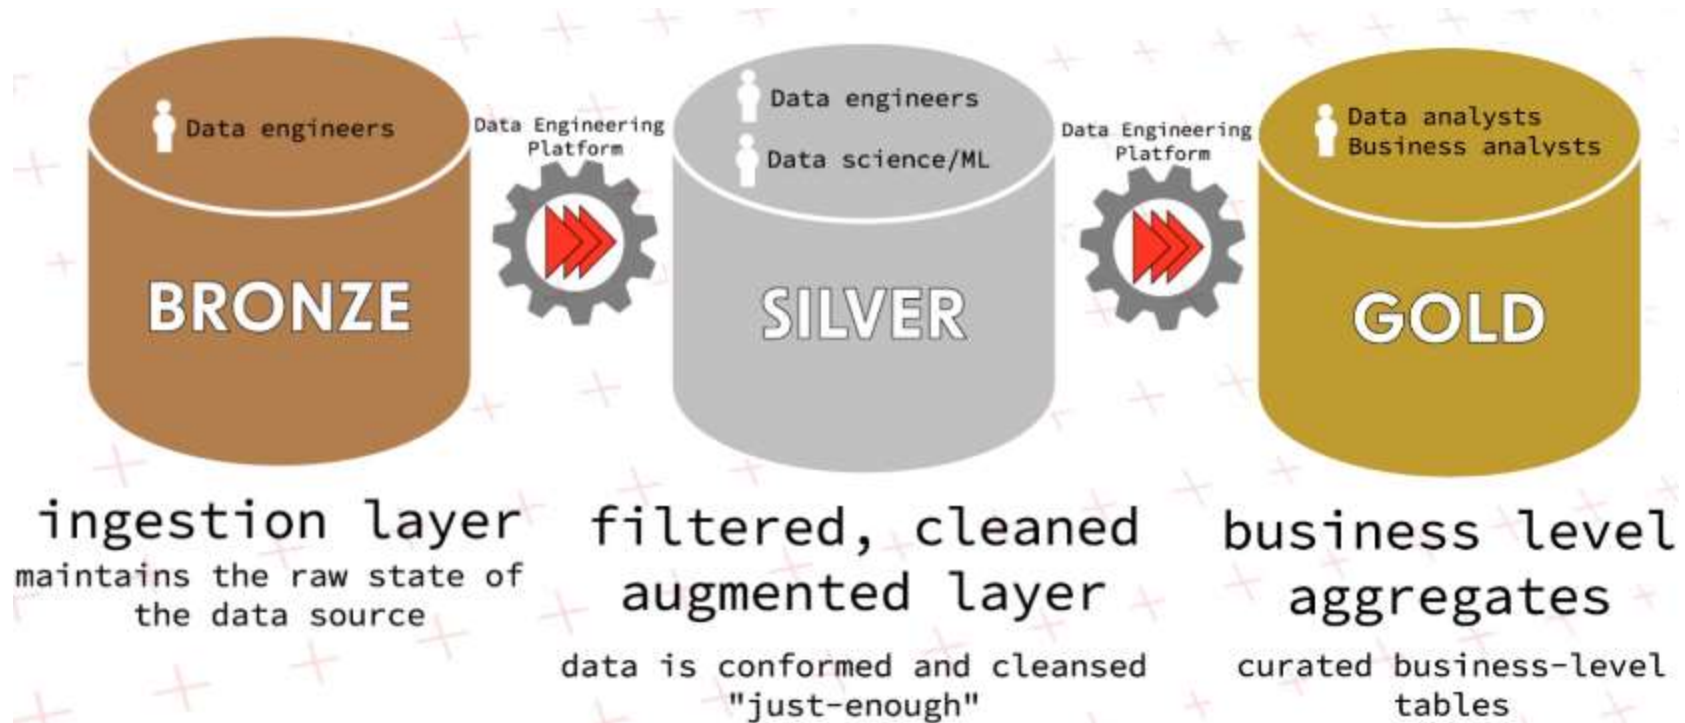 Data engineers
BRONZE
ingestion layer
maintains the raw state of
the data source
Data Engineering
Platform
Data engineers
Data science/ML
SILVER
filtered, cleaned
augmented layer
data is conformed and cleansed
"just-enough"
Data Engineering
Platform
Data analysts
Business analysts
GOLD
business level
aggregates
curated business-level
tables